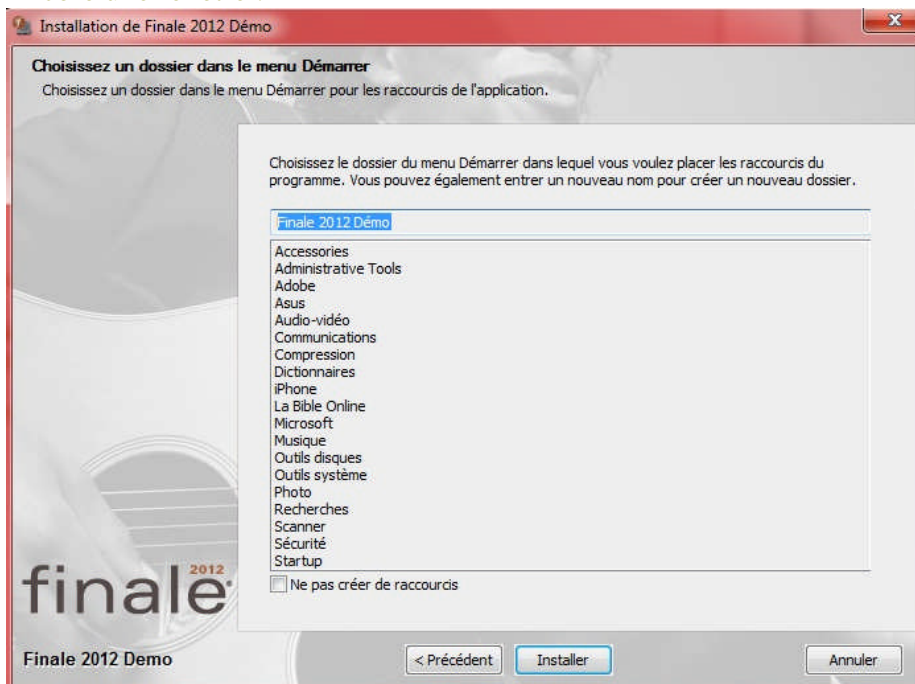 Installation de Finale 2012 Démo
x
Choisissez un dossier dans le menu Démarrer
Choisissez un dossier dans le menu Démarrer pour les raccourcis de l'application.
Choisissez le dossier du menu Démarrer dans lequel vous voulez placer les raccourcis du
programme. Vous pouvez également entrer un nouveau nom pour créer un nouveau dossier.
Finale 2012 Démo
Accessories
Administrative Tools
Adobe
Asus
Audio-vidéo
Communications
Compression
Dictionnaires
iPhone
La Bible Online
Microsoft
Musique
Outils disques
Outils système
Photo
Recherches
Scanner
Sécurité
Startup
Ne pas créer de raccourcis
finale 2012
Finale 2012 Demo
< Précédent
Installer
Annuler